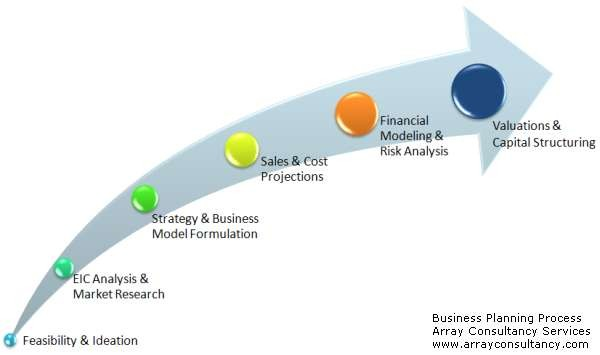 Financial
Modeling &
Risk Analysis
Valuations &
Capital Structuring
Sales & Cost
Projections
Strategy & Business
Model Formulation
EIC Analysis &
Market Research
Feasibility & Ideation
Business Planning Process
Array Consultancy Services
www.arrayconsultancy.com